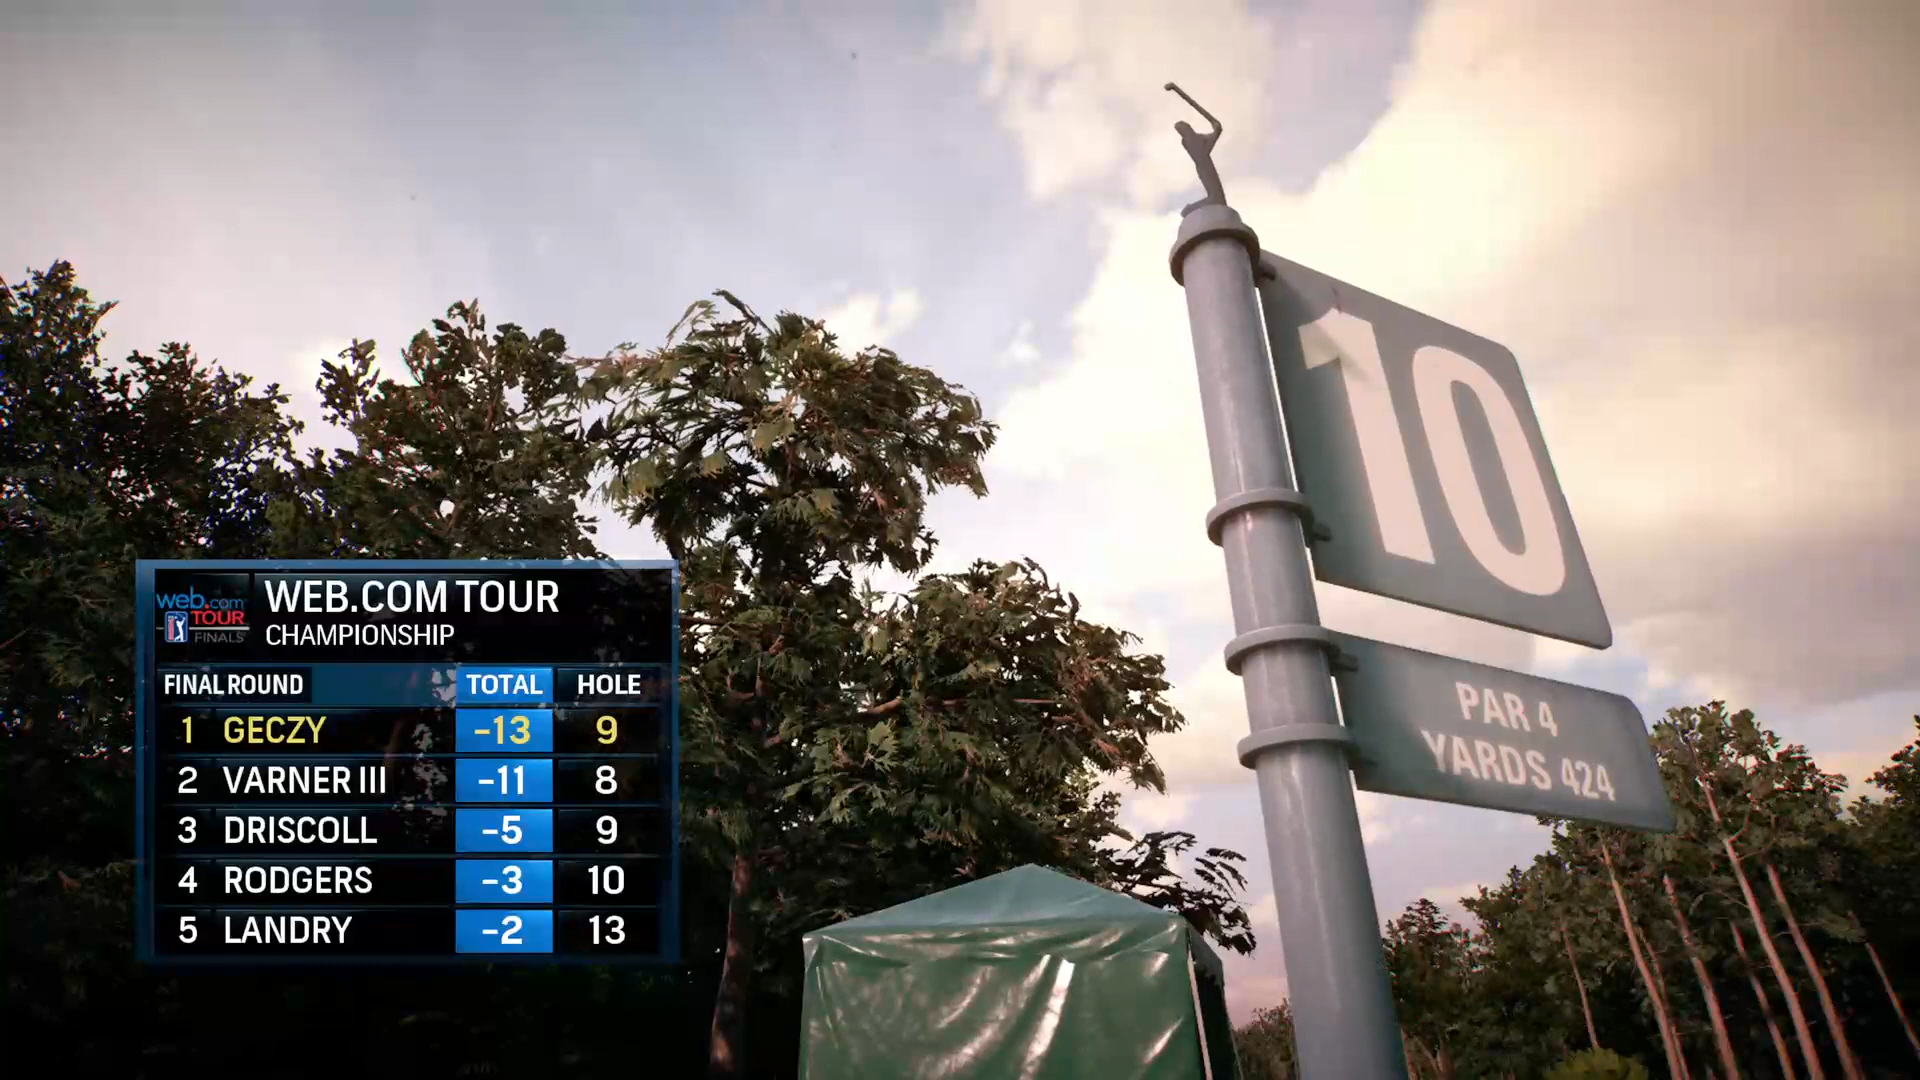 web.com
TOUR
FINALS
WEB.COM TOUR
CHAMPIONSHIP
FINAL ROUND TOTAL HOLE
1 GECZY -13 9
2 VARNER III -11 8
3 DRISCOLL -5 9
4 RODGERS -3 10
5 LANDRY -2 13
10
PAR 4
YARDS 424